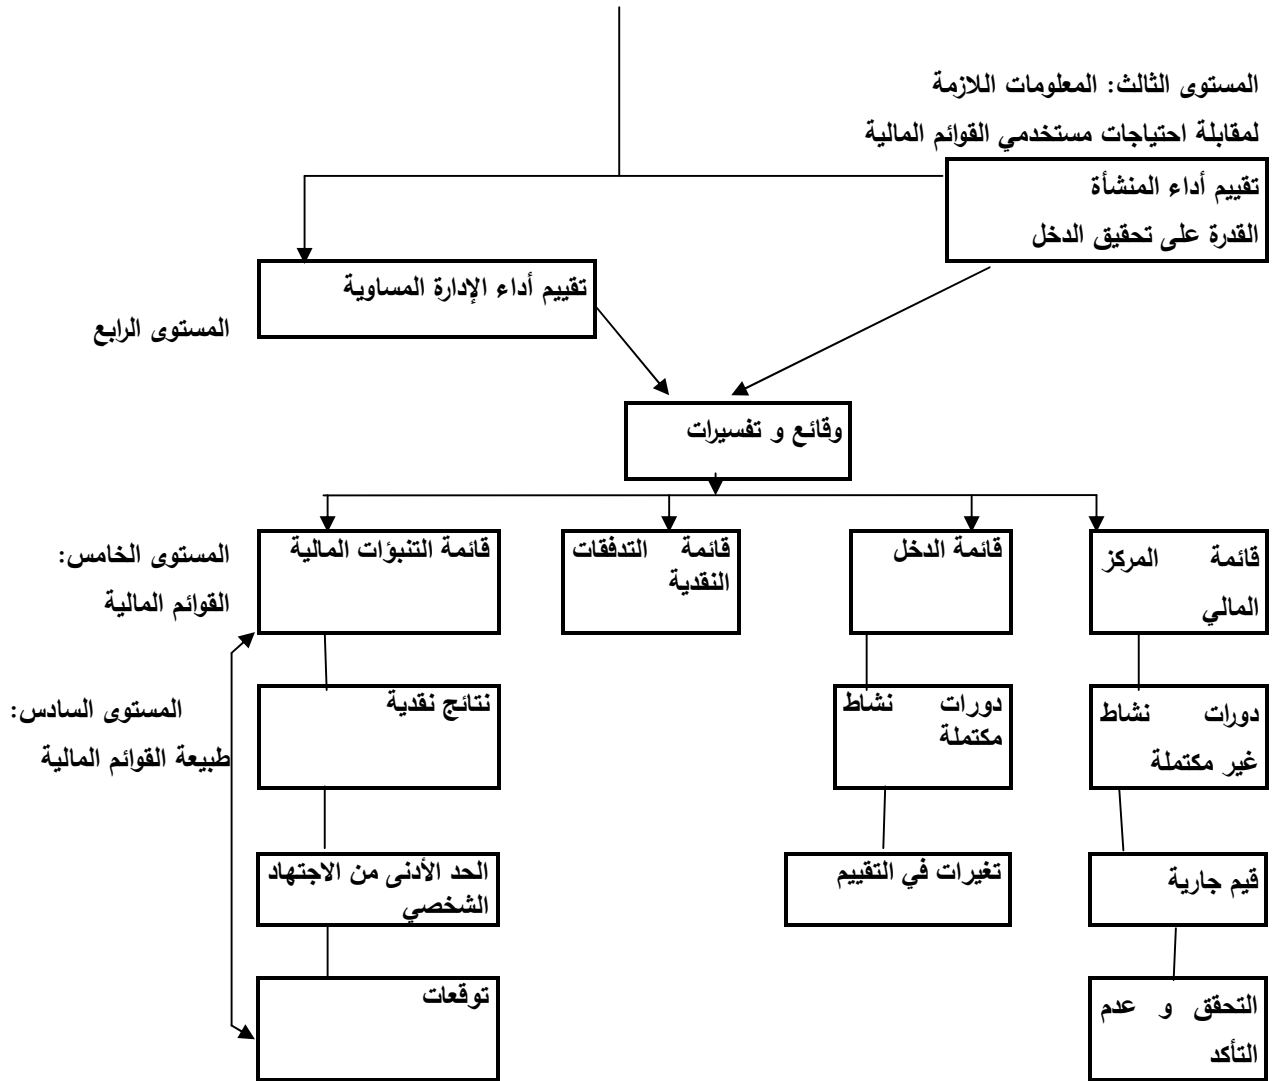 المستوى الثالث: المعلومات اللازمة
لمقابلة احتياجات مستخدمي القوائم المالية
تقييم أداء المنشأة
القدرة على تحقيق الدخل
تقييم أداء الإدارة المساوية
المستوى الرابع
وقائع و تفسيرات
قائمة المركز
المالي
قائمة الدخل
قائمة التدفقات
النقدية
قائمة التنبؤات المالية
المستوى الخامس:
القوائم المالية
دورات نشاط
غير مكتملة
دورات نشاط
مكتملة
نتائج نقدية
المستوى السادس:
طبيعة القوائم المالية
قيم جارية
تغيرات في التقييم
الحد الأدنى من الاجتهاد
الشخصي
التحقق و عدم
التأكد
توقعات